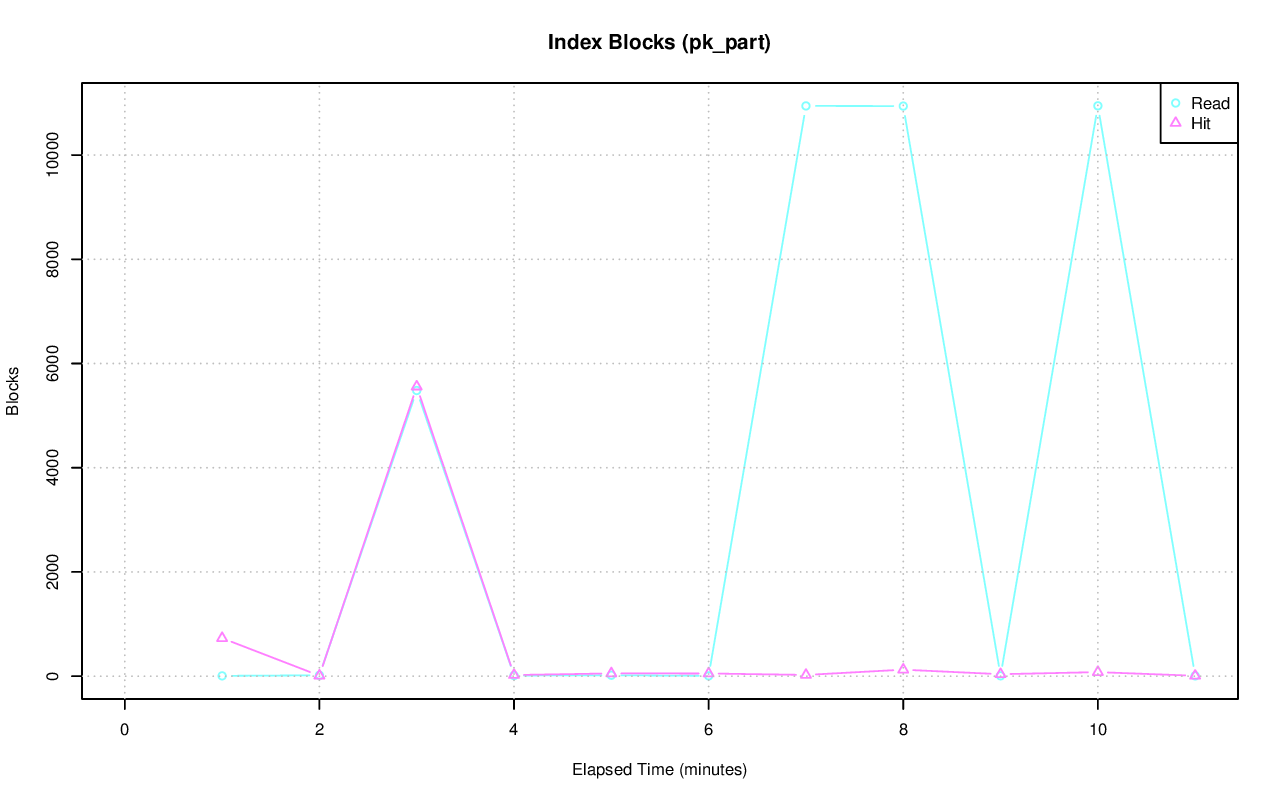 Index Blocks (pk_part)
Read
Hit
Blocks
10000
8000
6000
4000
2000
0
0 2 4 6 8 10
Elapsed Time (minutes)